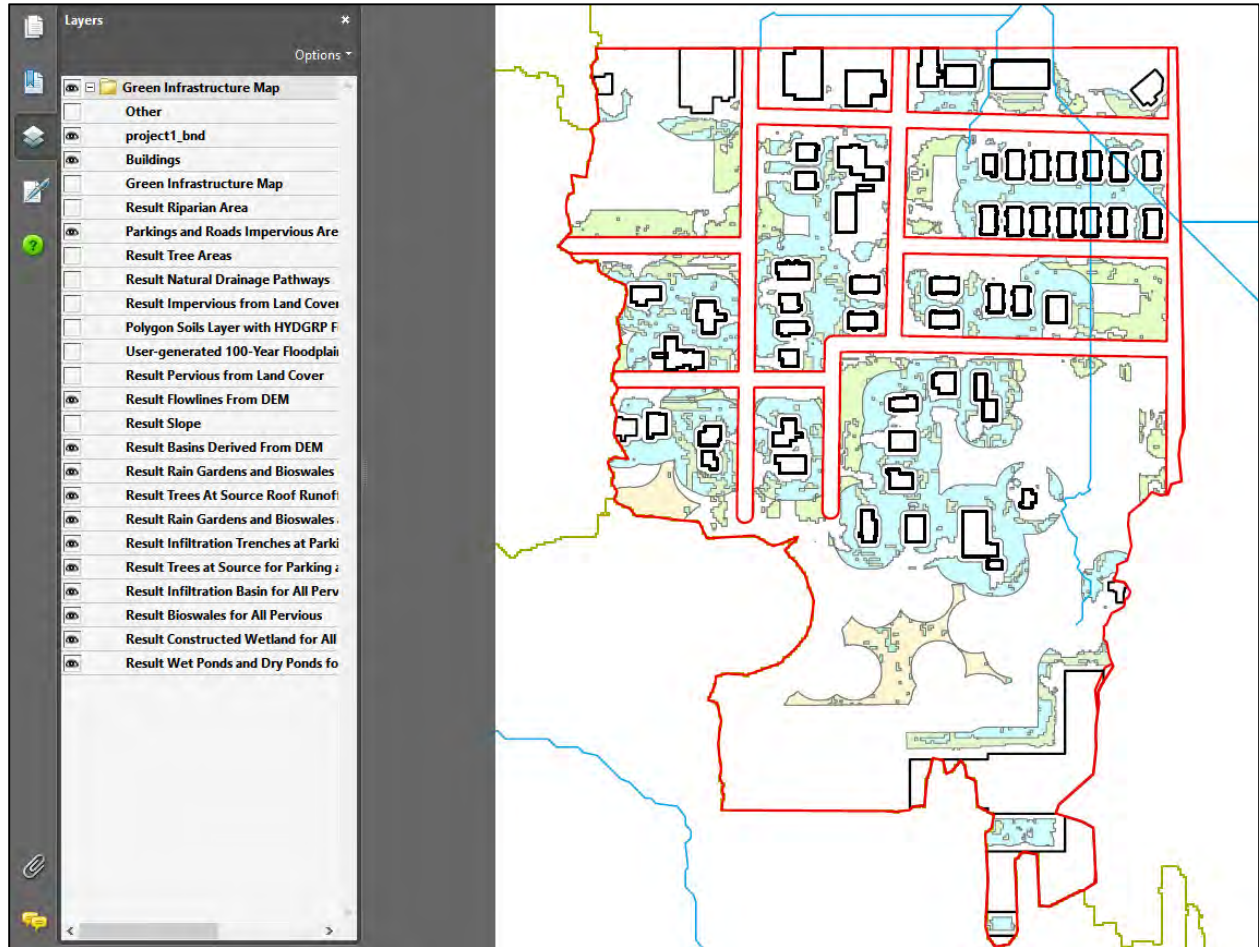 Layers
Options
Green Infrastructure Map
Other
project1_bnd
Buildings
Green Infrastructure Map
Result Riparian Area
Parkings and Roads Impervious Are
Result Tree Areas
Result Natural Drainage Pathways
Result Impervious from Land Cover
Polygon Soils Layer with HYDGRP F
User-generated 100-Year Floodplai
Result Pervious from Land Cover
Result Flowlines From DEM
Result Slope
Result Basins Derived From DEM
Result Rain Gardens and Bioswales
Result Trees At Source Roof Runof
Result Rain Gardens and Bioswales
Result Infiltration Trenches at Parki
Result Trees at Source for Parking a
Result Infiltration Basin for All Perv
Result Bioswales for All Pervious
Result Constructed Wetland for All
Result Wet Ponds and Dry Ponds fo